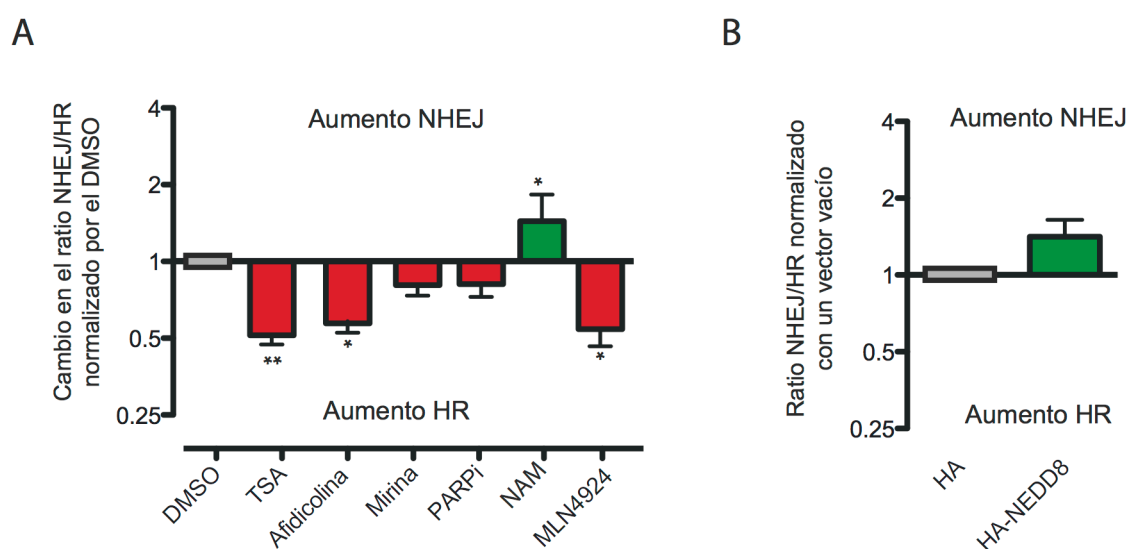 A
Cambio en el ratio NHEJ/HR
normalizado por el DMSO
4
2
1
0.5
0.25
Aumento NHEJ
*
**
*
*
Aumento HR
DMSO
TSA
Afidicolina
Mirina
PARPi
NAM
MLN4924
B
Ratio NHEJ/HR normalizado
con un vector vacío
4
2
1
0.5
0.25
Aumento NHEJ
Aumento HR
HA
HA-NEDD8